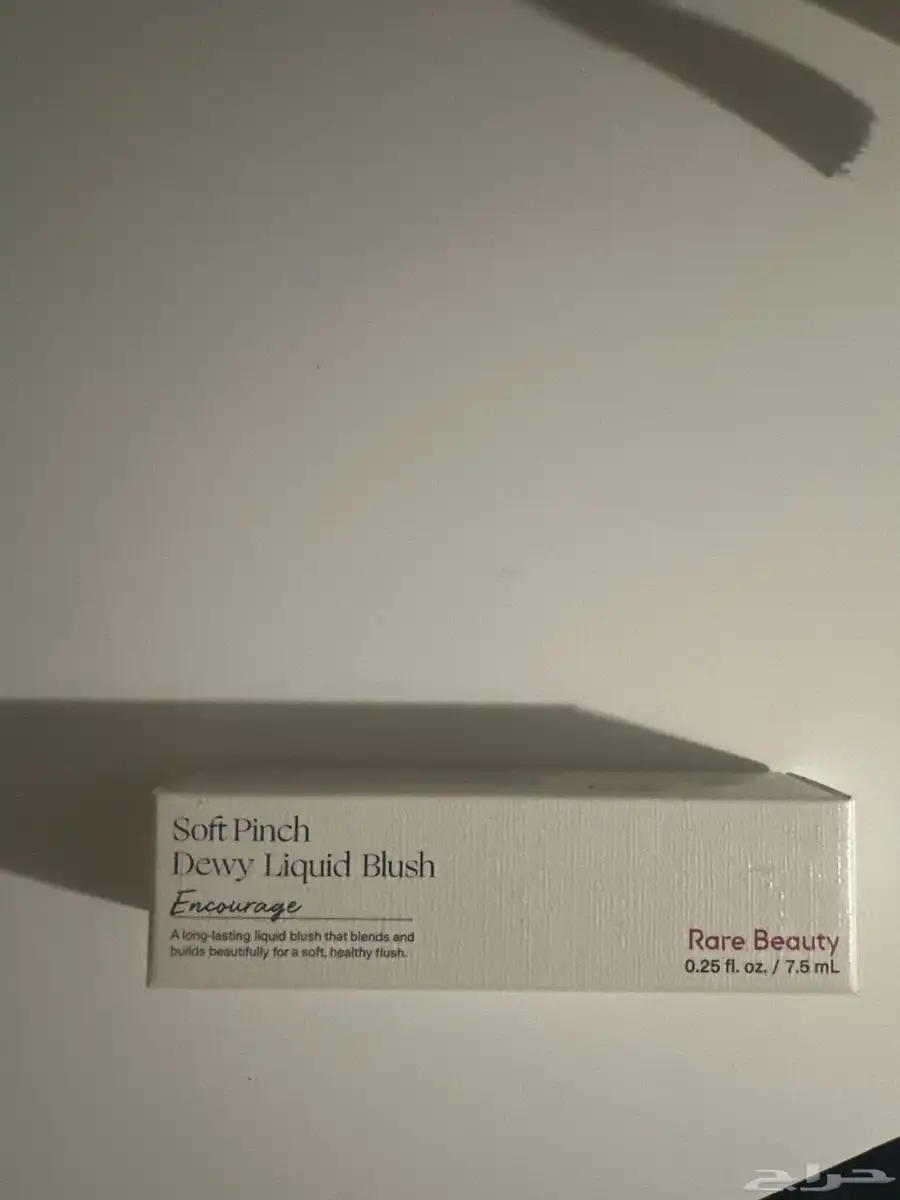 Soft Pinch
Dewy Liquid Blush
Encourage
A long-lasting liquid blush that blends and
builds beautifully for a soft, healthy flush.
Rare Beauty
0.25 fl. oz. / 7.5 mL
حراج